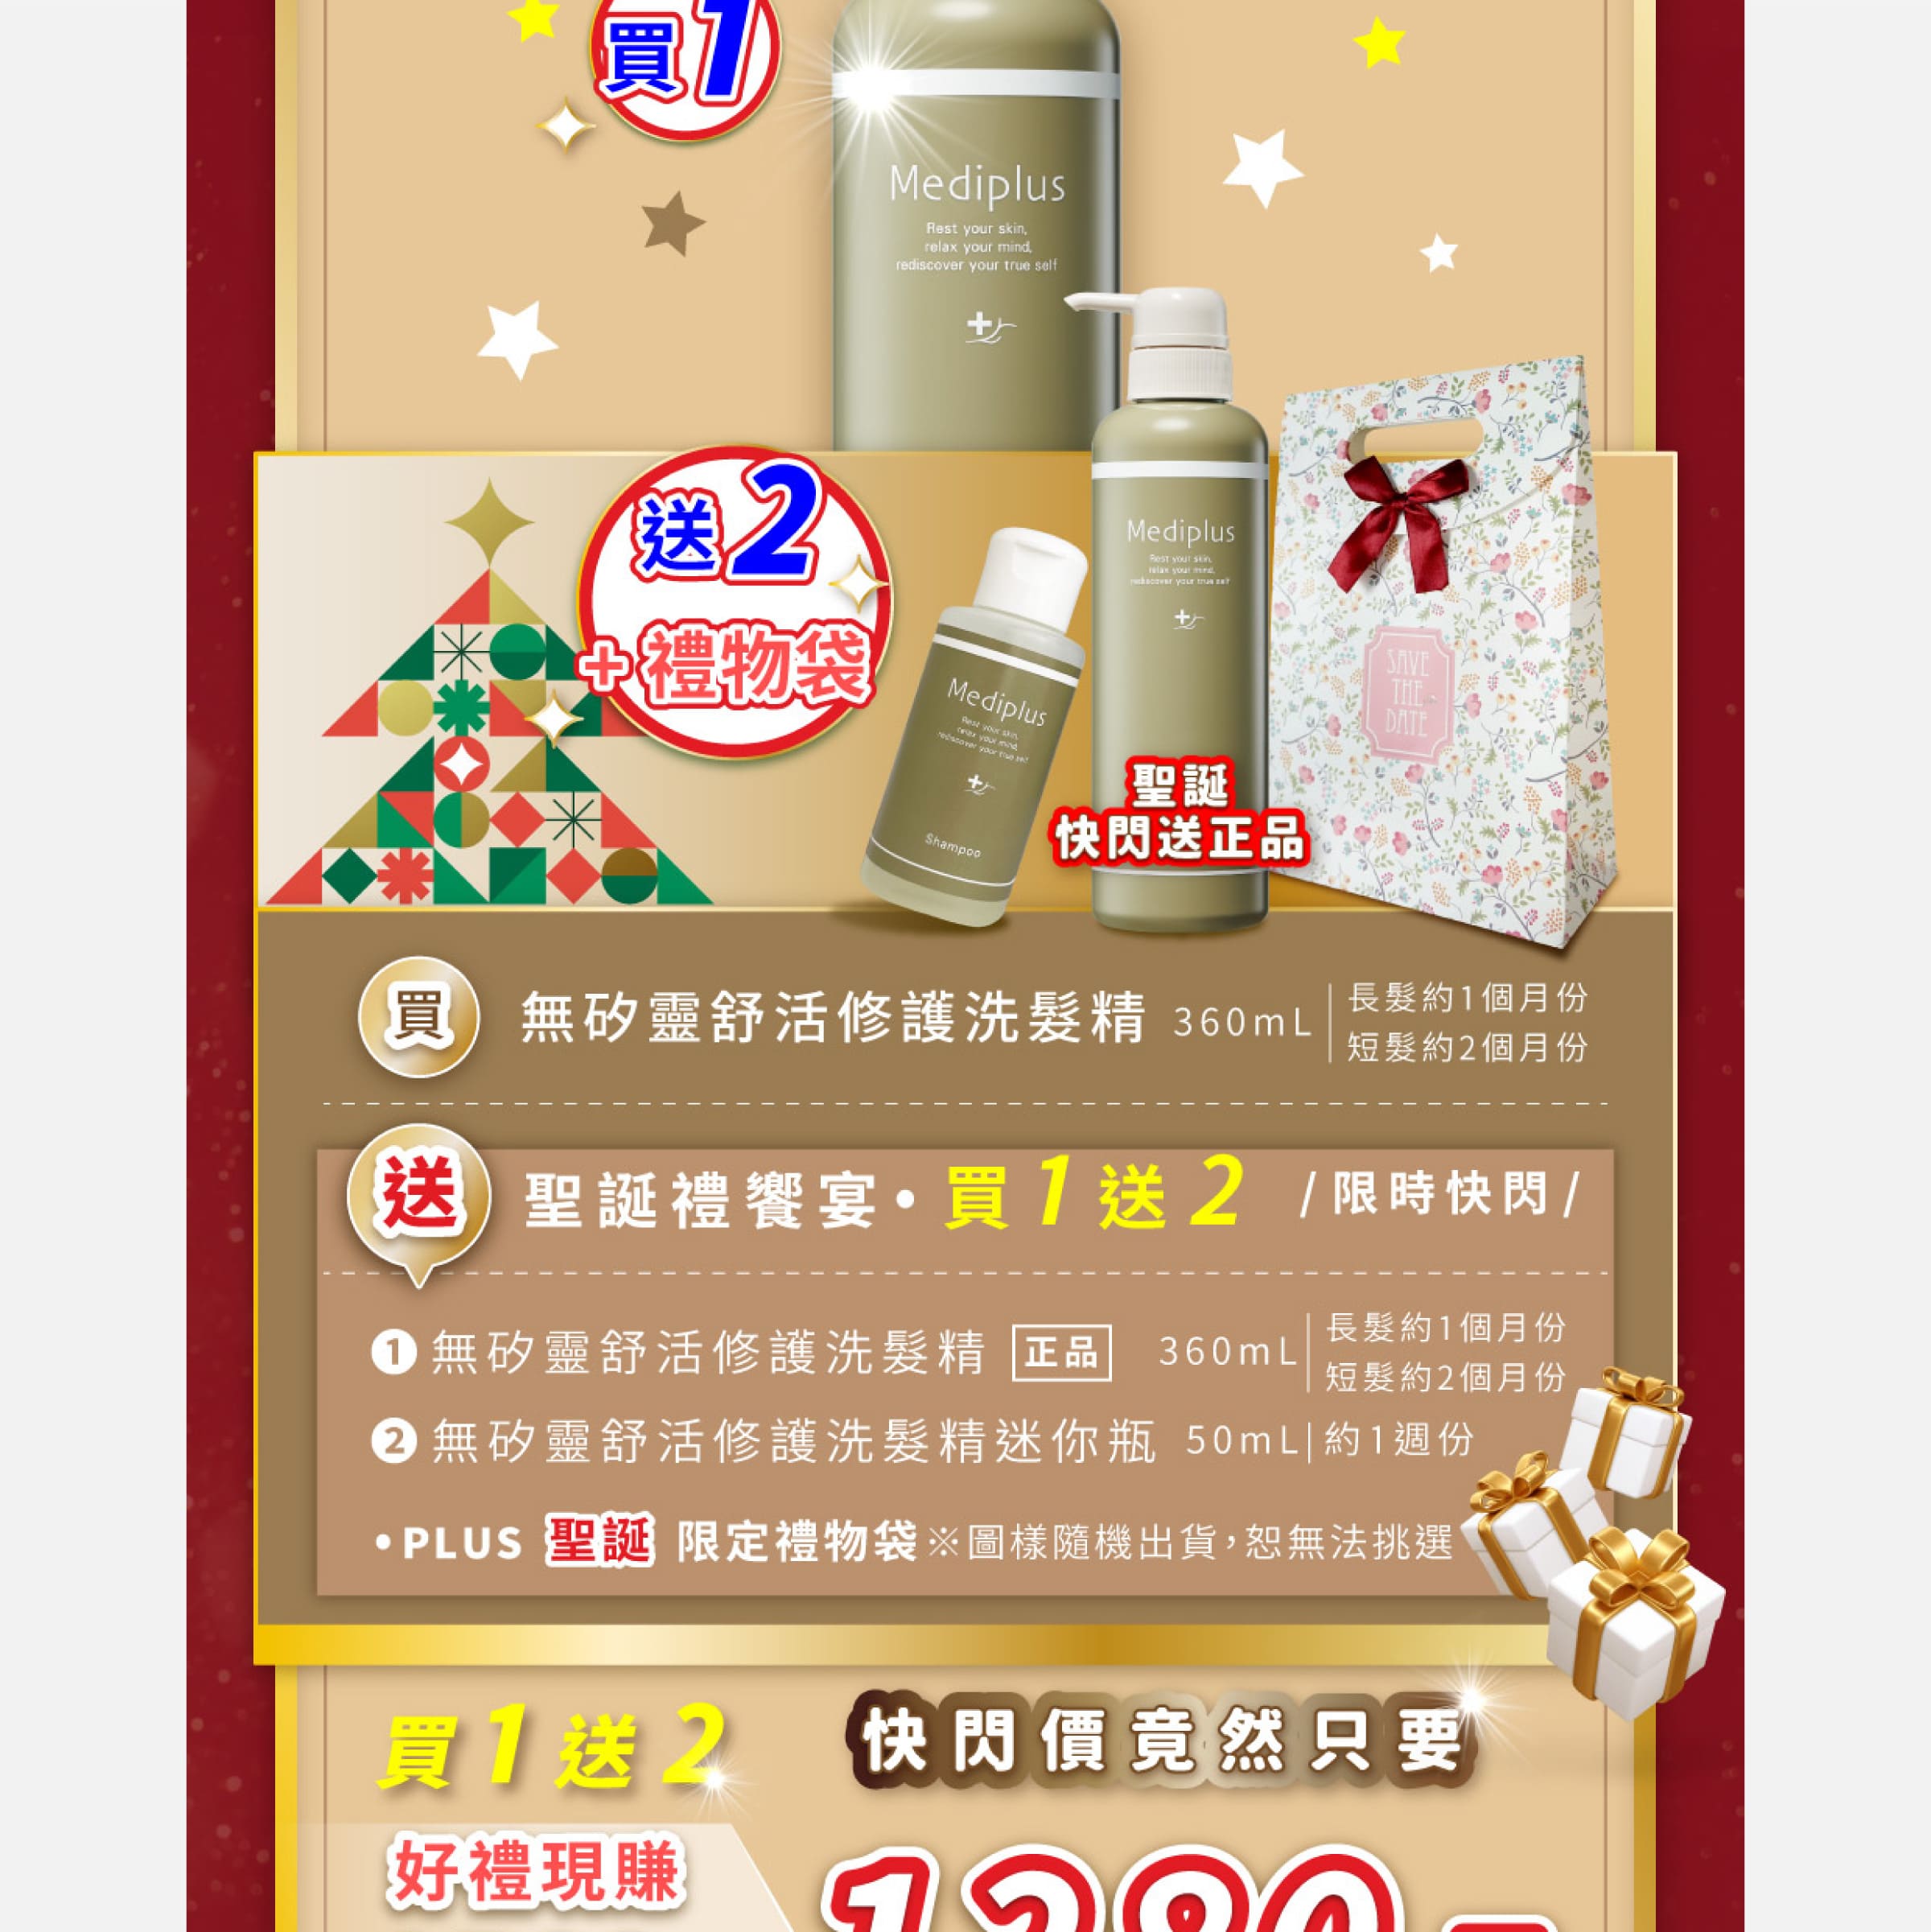 買1
Mediplus
Rest your skin,
relax your mind,
rediscover your true self
送2
+禮物袋
Mediplus
Rest your skin,
relax your mind,
rediscover your true self
Shampoo
Mediplus
Rest your skin,
relax your mind,
rediscover your true self
聖誕
快閃送正品
SAVE
THE
DATE
買 無矽靈舒活修護洗髮精 360mL
長髮約1個月份
短髮約2個月份
送 聖誕禮饗宴•買1送2 /限時快閃/
1 無矽靈舒活修護洗髮精 正品 360mL
長髮約1個月份
短髮約2個月份
2 無矽靈舒活修護洗髮精迷你瓶 50mL|約1週份
•PLUS 聖誕 限定禮物袋※圖樣隨機出貨,恕無法挑選
買1送2
快閃價竟然只要
好禮現賺